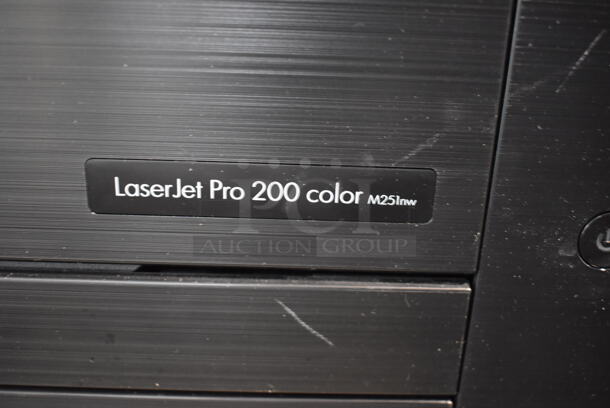 LaserJet Pro 200 color M251nw
PCI
AUCTION GROUP